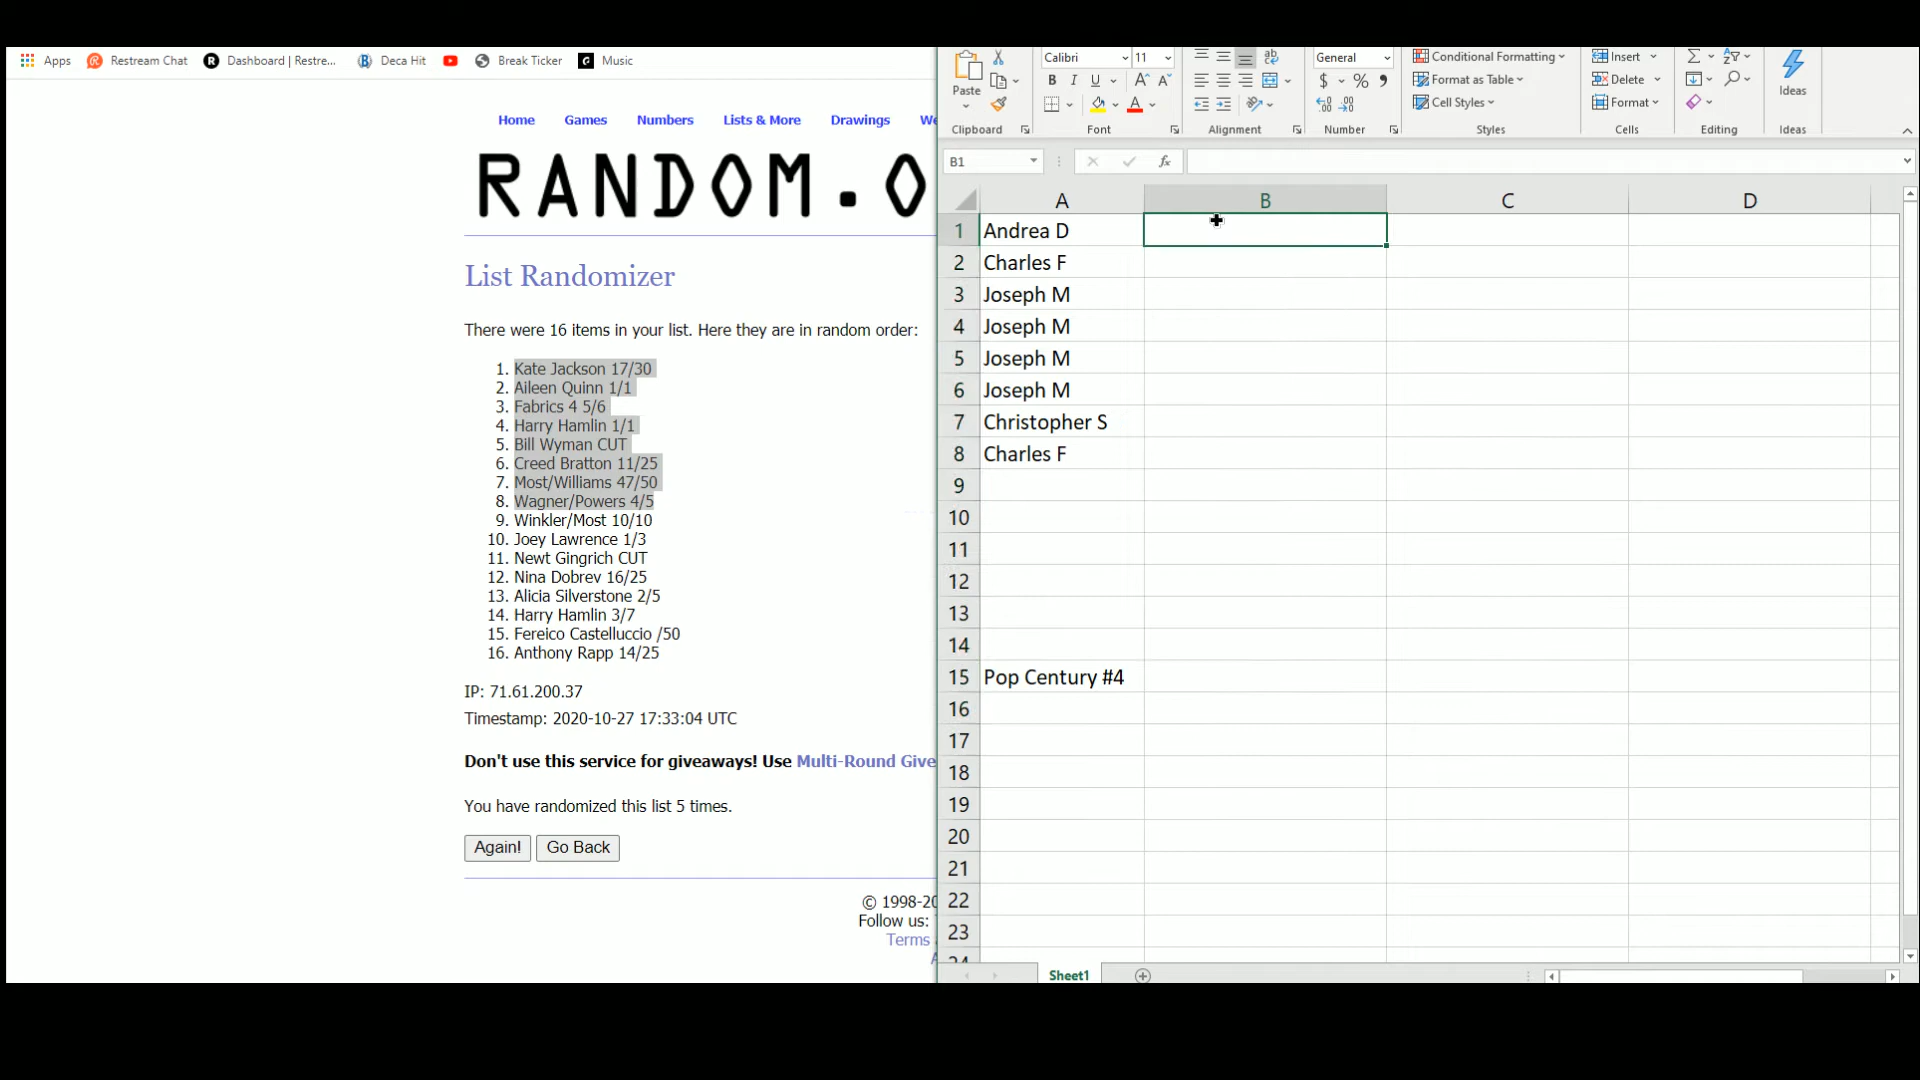 Apps Restream Chat Dashboard | Restre... Deca Hit Break Ticker Music
Home Games Numbers Lists & More Drawings
RANDOM.O
List Randomizer
There were 16 items in your list. Here they are in random order:
1. Kate Jackson 17/30
2. Aileen Quinn 1/1
3. Fabrics 4 5/6
4. Harry Hamlin 1/1
5. Bill Wyman CUT
6. Creed Bratton 11/25
7. Most/Williams 47/50
8. Wagner/Powers 4/5
9. Winkler/Most 10/10
10. Joey Lawrence 1/3
11. Newt Gingrich CUT
12. Nina Dobrev 16/25
13. Alicia Silverstone 2/5
14. Harry Hamlin 3/7
15. Fereico Castelluccio /50
16. Anthony Rapp 14/25
IP: 71.61.200.37
Timestamp: 2020-10-27 17:33:04 UTC
Don't use this service for giveaways! Use Multi-Round Give
You have randomized this list 5 times.
Again! Go Back
© 1998-20
Follow us:
Terms
Calibri 11 General Conditional Formatting Insert
Paste B I U $ % Format as Table Delete Ideas
Cell Styles Format
Clipboard Font Alignment Number Styles Cells Editing Ideas
B1 fx
A B C D
1 Andrea D
2 Charles F
3 Joseph M
4 Joseph M
5 Joseph M
6 Joseph M
7 Christopher S
8 Charles F
9
10
11
12
13
14
15 Pop Century #4
16
17
18
19
20
21
22
23
24
Sheet1